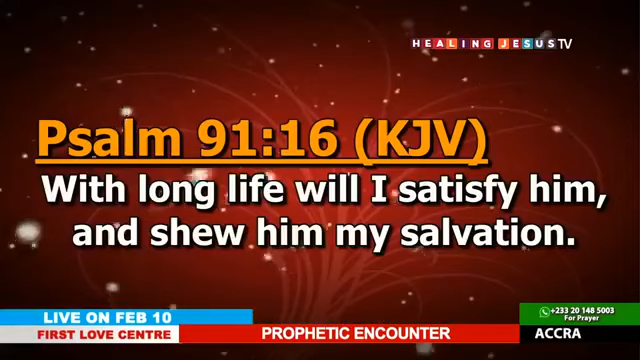 HEALING JESUS TV
Psalm 91:16 (KJV)
With long life will I satisfy him,
and shew him my salvation.
LIVE ON FEB 10
+233 20 148 5003
For Prayer
FIRST LOVE CENTRE
PROPHETIC ENCOUNTER
ACCRA